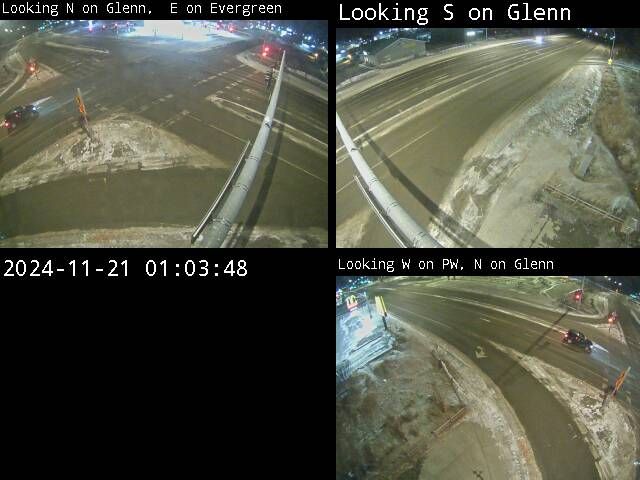 Looking N on Glenn,  E on Evergreen
Looking S on Glenn
2024-11-21 01:03:48
Looking W on PW, N on Glenn